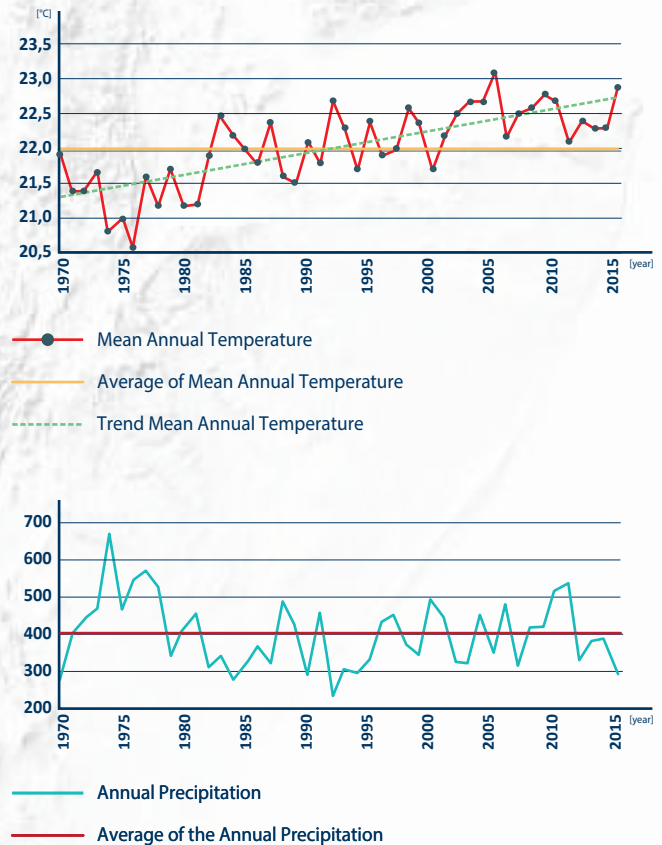 [°C]
23,5
23,0
22,5
22,0
21,5
21,0
20,5
1970 1975 1980 1985 1990 1995 2000 2005 2010 2015 [year]
Mean Annual Temperature
Average of Mean Annual Temperature
Trend Mean Annual Temperature
700
600
500
400
300
200
1970 1975 1980 1985 1990 1995 2000 2005 2010 2015 [year]
Annual Precipitation
Average of the Annual Precipitation